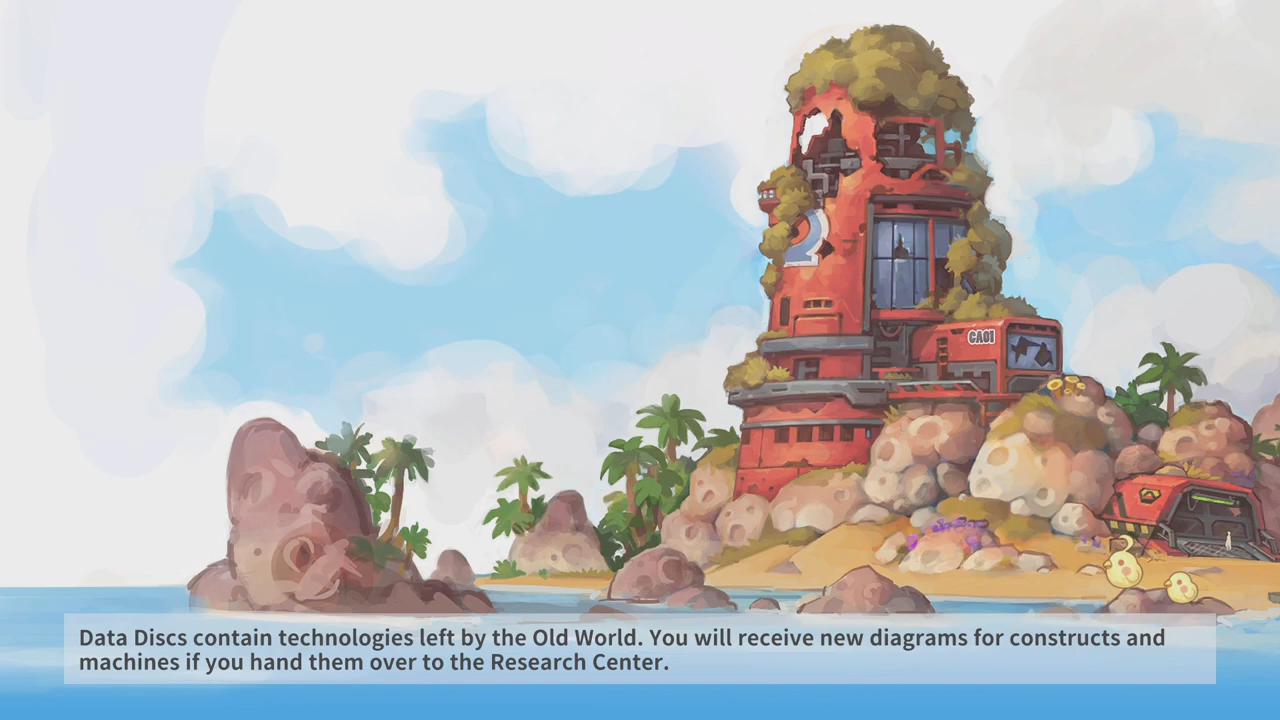 2
CA01
Data Discs contain technologies left by the Old World. You will receive new diagrams for constructs and
machines if you hand them over to the Research Center.